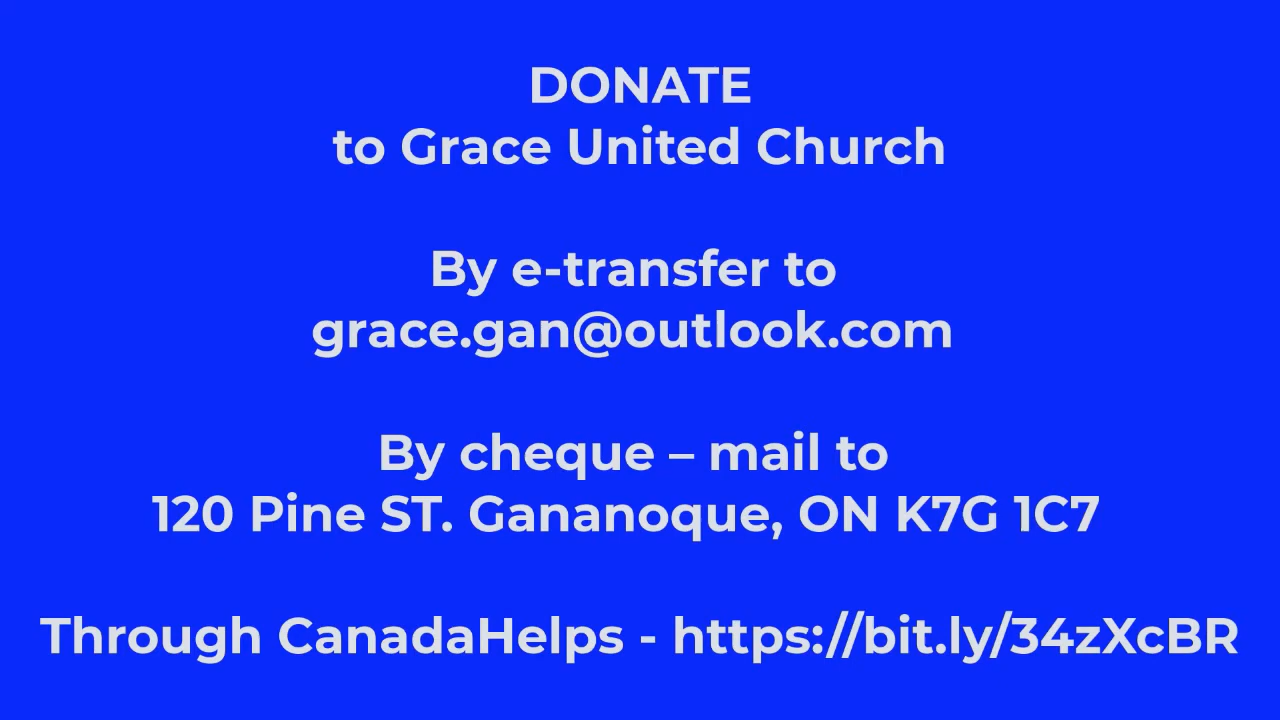 DONATE
to Grace United Church
By e-transfer to
grace.gan@outlook.com
By cheque – mail to
120 Pine ST. Gananoque, ON K7G 1C7
Through CanadaHelps - https://bit.ly/34zXcBR